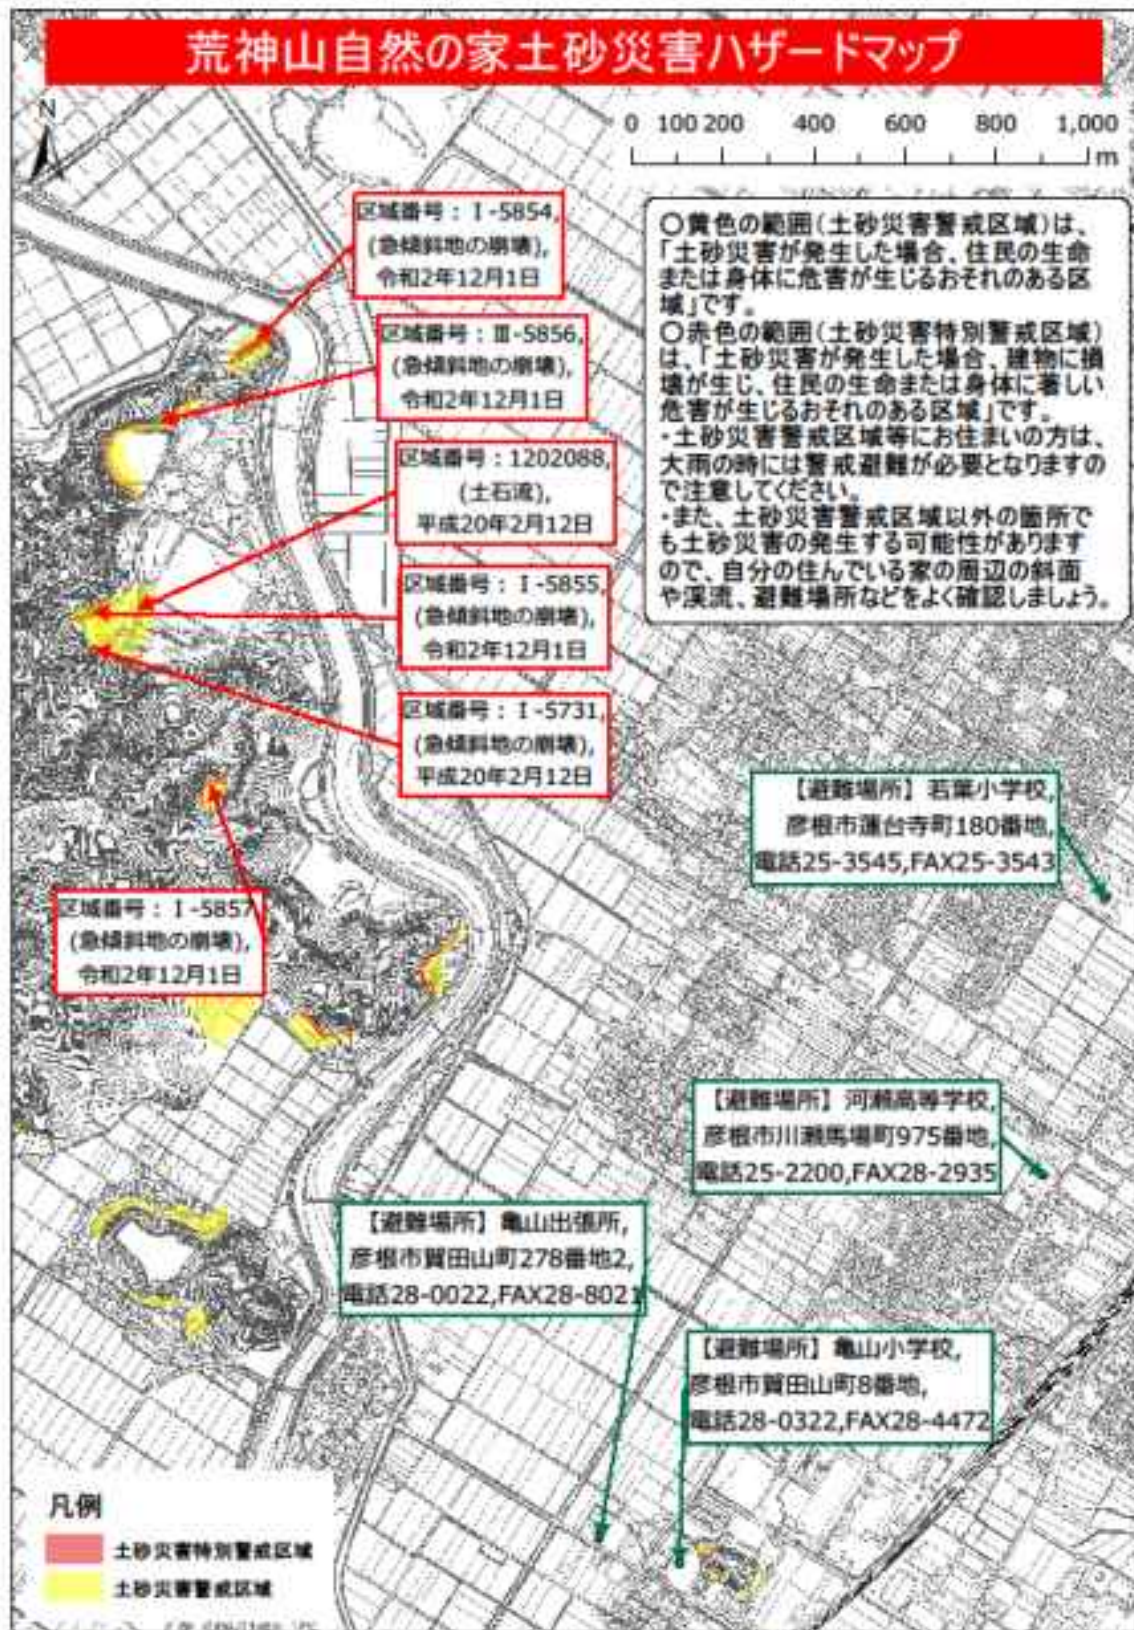 荒神山自然の家土砂災害ハザードマップ
N
0 100 200 400 600 800 1,000
m
区域番号：Ⅰ-5854,
(急傾斜地の崩壊),
令和2年12月1日
区域番号：Ⅲ-5856,
(急傾斜地の崩壊),
令和2年12月1日
区域番号：1202088,
(土石流),
平成20年2月12日
区域番号：Ⅰ-5855,
(急傾斜地の崩壊),
令和2年12月1日
区域番号：Ⅰ-5731,
(急傾斜地の崩壊),
平成20年2月12日
区域番号：Ⅰ-5857
(急傾斜地の崩壊),
令和2年12月1日
○黄色の範囲(土砂災害警戒区域)は、
「土砂災害が発生した場合、住民の生命
または身体に危害が生じるおそれのある区
域」です。
○赤色の範囲(土砂災害特別警戒区域)
は、「土砂災害が発生した場合、建物に損
壊が生じ、住民の生命または身体に著しい
危害が生じるおそれのある区域」です。
・土砂災害警戒区域等にお住まいの方は、
大雨の時には警戒避難が必要となりますの
で注意してください。
・また、土砂災害警戒区域以外の箇所で
も土砂災害の発生する可能性があります
ので、自分の住んでいる家の周辺の斜面
や渓流、避難場所などをよく確認しましょう。
【避難場所】若葉小学校,
彦根市蓮台寺町180番地,
電話25-3545,FAX25-3543
【避難場所】河瀬高等学校,
彦根市川瀬馬場町975番地,
電話25-2200,FAX28-2935
【避難場所】亀山出張所,
彦根市賀田山町278番地2,
電話28-0022,FAX28-8021
【避難場所】亀山小学校,
彦根市賀田山町8番地,
電話28-0322,FAX28-4472
凡例
土砂災害特別警戒区域
土砂災害警戒区域